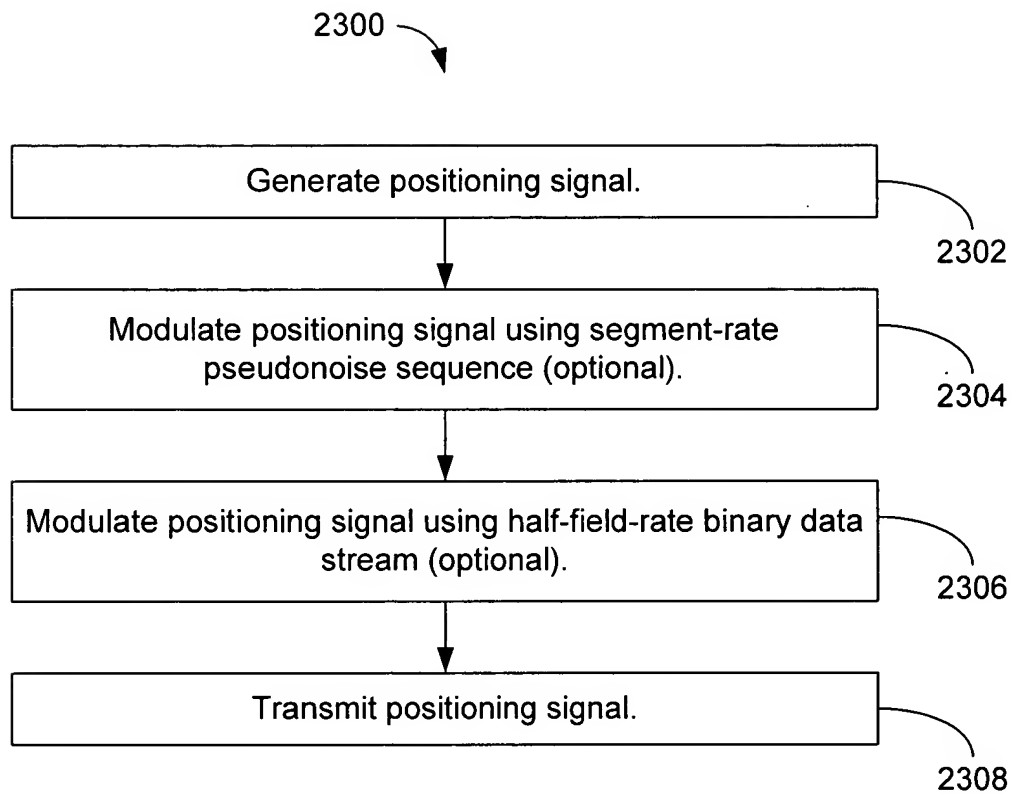 2300
Generate positioning signal.
2302
Modulate positioning signal using segment-rate
pseudonoise sequence (optional).
2304
Modulate positioning signal using half-field-rate binary data
stream (optional).
2306
Transmit positioning signal.
2308